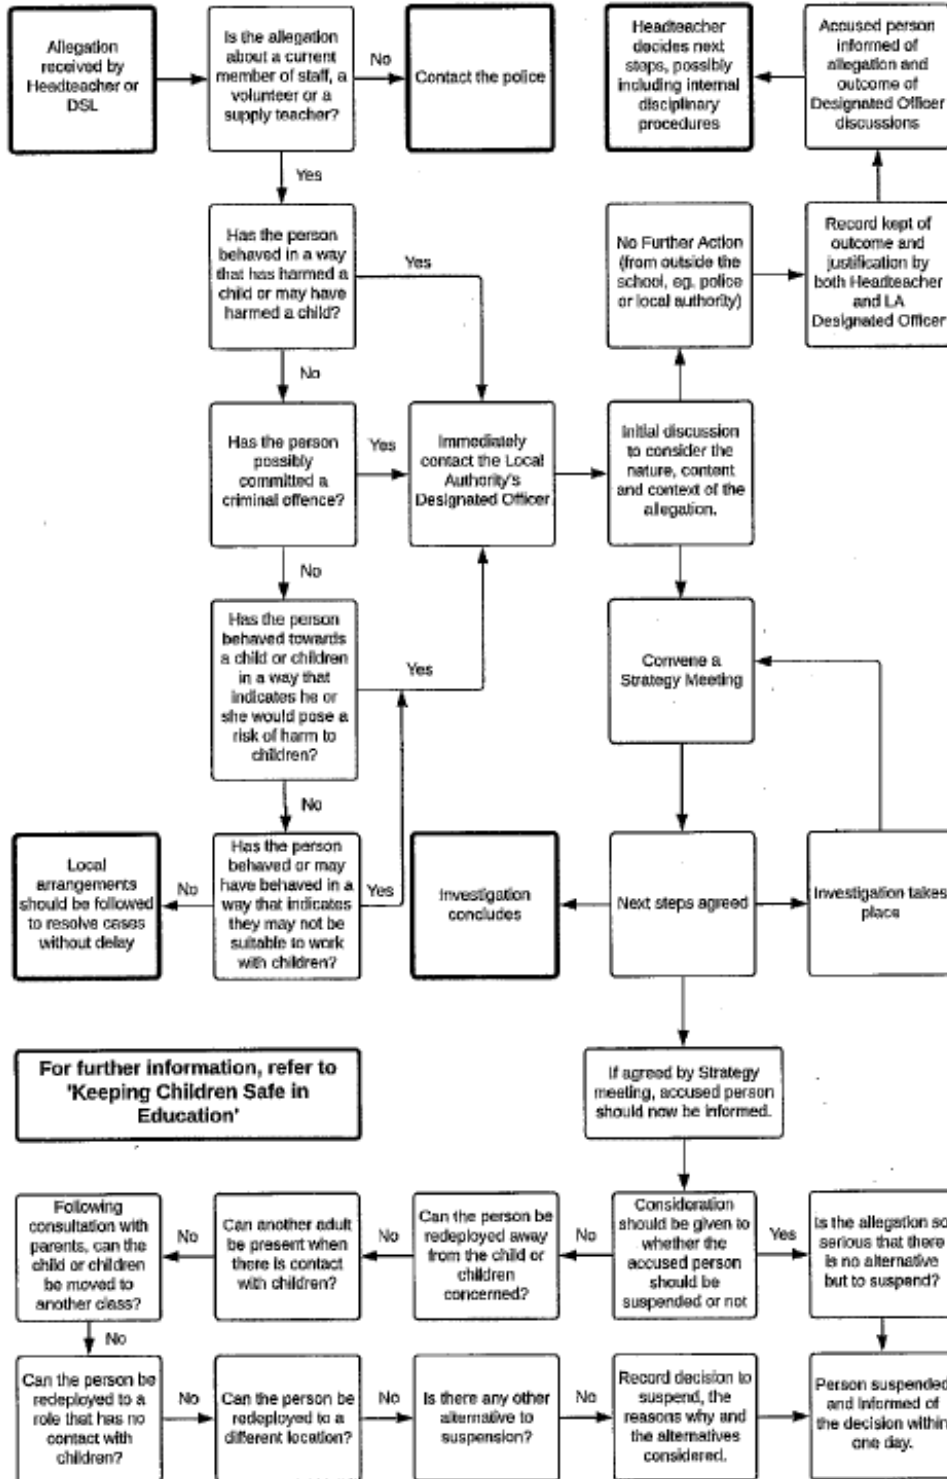 Allegation
received by
Headteacher or
DSL
Is the allegation
about a current
member of staff, a
volunteer or a
supply teacher?
No
Contact the police
Headteacher
decides next
steps, possibly
including internal
disciplinary
procedures
Accused person
informed of
allegation and
outcome of
Designated Officer
discussions
Yes
Has the person
behaved in a way
that has harmed a
child or may have
harmed a child?
Yes
No Further Action
(from outside the
school, eg. police
or local authority)
Record kept of
outcome and
justification by
both Headteacher
and LA
Designated Officer
No
Has the person
possibly
committed a
criminal offence?
Yes
Immediately
contact the Local
Authority's
Designated Officer
Initial discussion
to consider the
nature, content
and context of the
allegation.
No
Has the person
behaved towards
a child or children
in a way that
indicates he or
she would pose a
risk of harm to
children?
Yes
Convene a
Strategy Meeting
No
Local
arrangements
should be followed
to resolve cases
without delay
No
Has the person
behaved or may
have behaved in a
way that indicates
they may not be
suitable to work
with children?
Yes
Investigation
concludes
Next steps agreed
Investigation takes
place
For further information, refer to
'Keeping Children Safe in
Education'
If agreed by Strategy
meeting, accused person
should now be informed.
Following
consultation with
parents, can the
child or children
be moved to
another class?
No
Can another adult
be present when
there is contact
with children?
No
Can the person be
redeployed away
from the child or
children
concerned?
No
Consideration
should be given to
whether the
accused person
should be
suspended or not
Yes
Is the allegation so
serious that there
is no alternative
but to suspend?
No
Can the person be
redeployed to a
role that has no
contact with
children?
No
Can the person be
redeployed to a
different location?
No
Is there any other
alternative to
suspension?
No
Record decision to
suspend, the
reasons why and
the alternatives
considered.
Person suspended
and informed of
the decision within
one day.